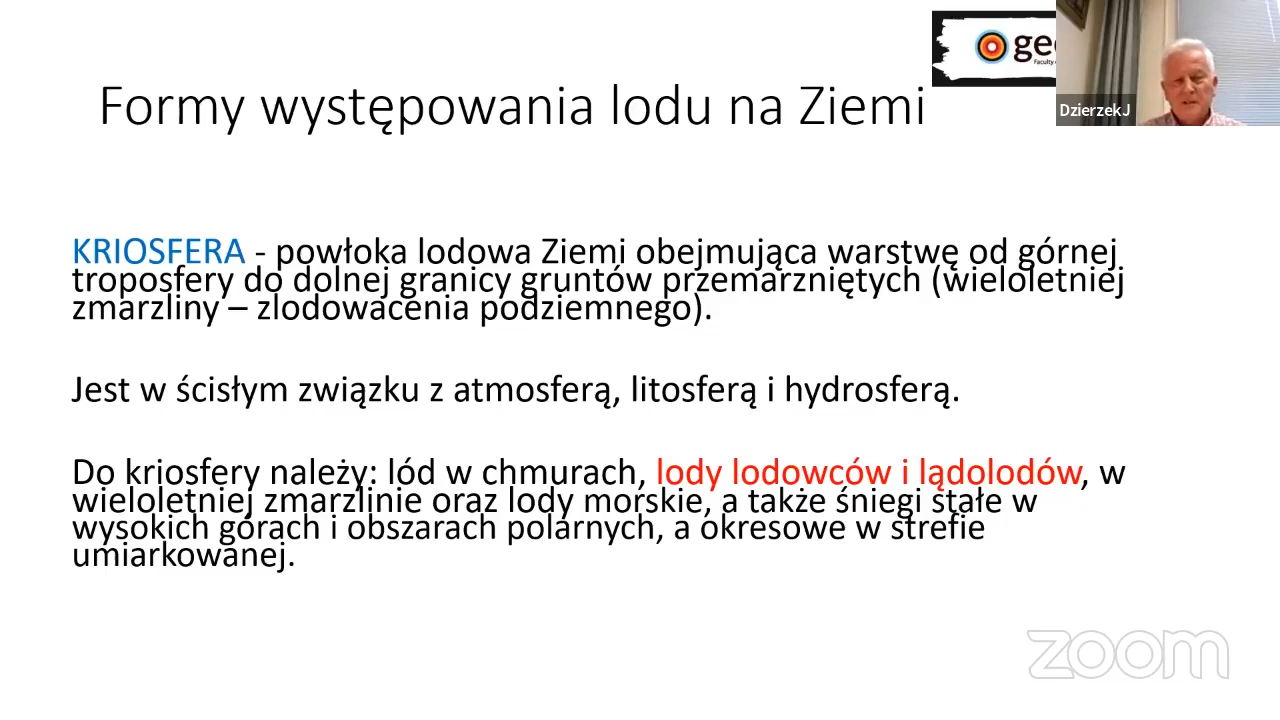 Formy występowania lodu na Ziemi
KRIOSFERA - powłoka lodowa Ziemi obejmująca warstwę od górnej
troposfery do dolnej granicy gruntów przemarzniętych (wieloletniej
zmarzliny – zlodowacenia podziemnego).
Jest w ścisłym związku z atmosferą, litosferą i hydrosferą.
Do kriosfery należy: lód w chmurach, lody lodowców i lądolodów, w
wieloletniej zmarzlinie oraz lody morskie, a także śniegi stałe w
wysokich górach i obszarach polarnych, a okresowe w strefie
umiarkowanej.
Faculty
DzierzekJ
zoom